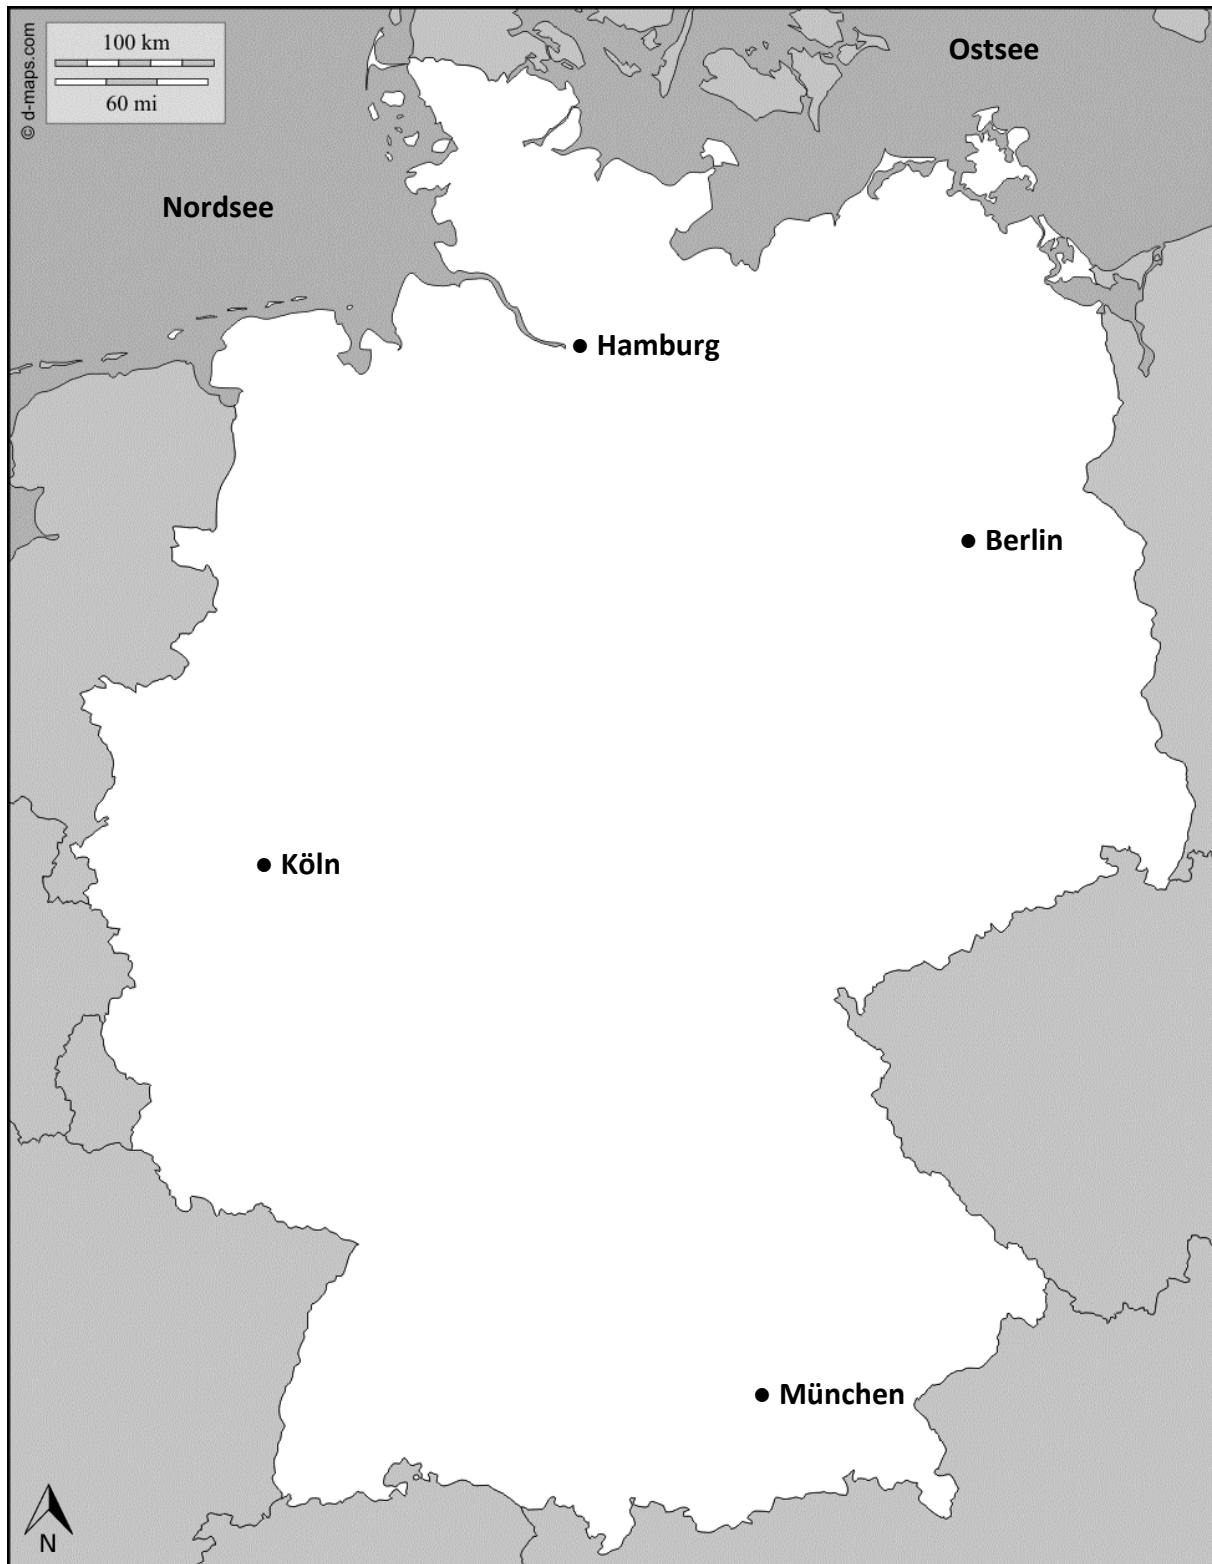 © d-maps.com
100 km
60 mi
Ostsee
Nordsee
Hamburg
Berlin
Köln
München
N